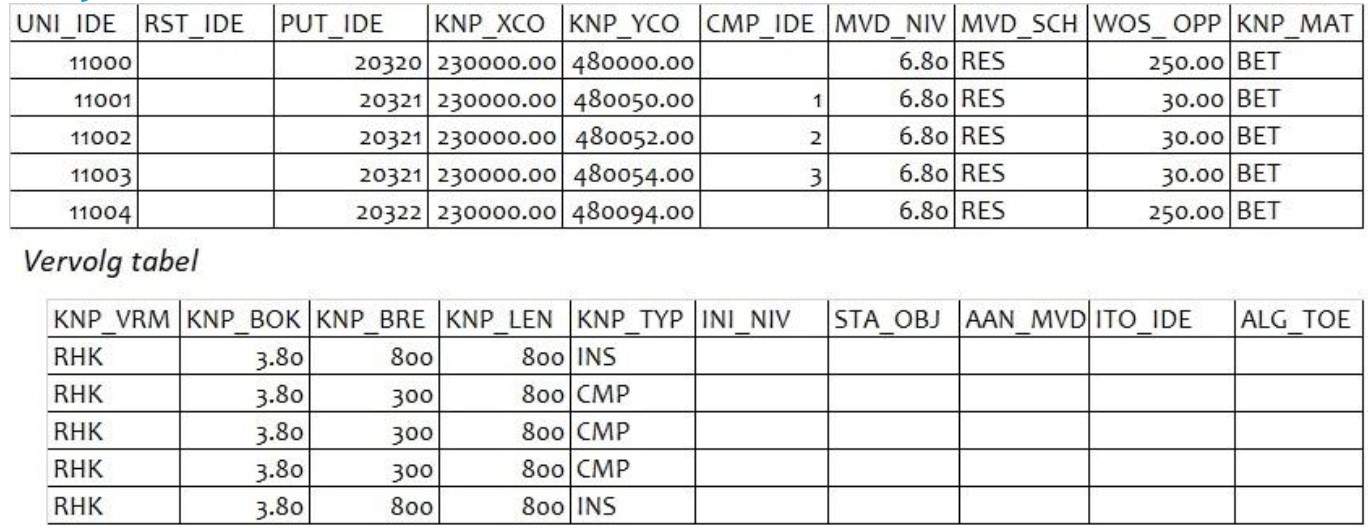 UNI_IDE RST_IDE PUT_IDE KNP_XCO KNP_YCO CMP_IDE MVD_NIV MVD_SCH WOS_ OPP KNP_MAT
11000 20320 230000.00 480000.00 6.80 RES 250.00 BET
11001 20321 230000.00 480050.00 1 6.80 RES 30.00 BET
11002 20321 230000.00 480052.00 2 6.80 RES 30.00 BET
11003 20321 230000.00 480054.00 3 6.80 RES 30.00 BET
11004 20322 230000.00 480094.00 6.80 RES 250.00 BET
Vervolg tabel
KNP_VRM KNP_BOK KNP_BRE KNP_LEN KNP_TYP INI_NIV STA_OBJ AAN_MVD ITO_IDE ALG_TOE
RHK 3.80 800 800 INS
RHK 3.80 300 800 CMP
RHK 3.80 300 800 CMP
RHK 3.80 300 800 CMP
RHK 3.80 800 800 INS